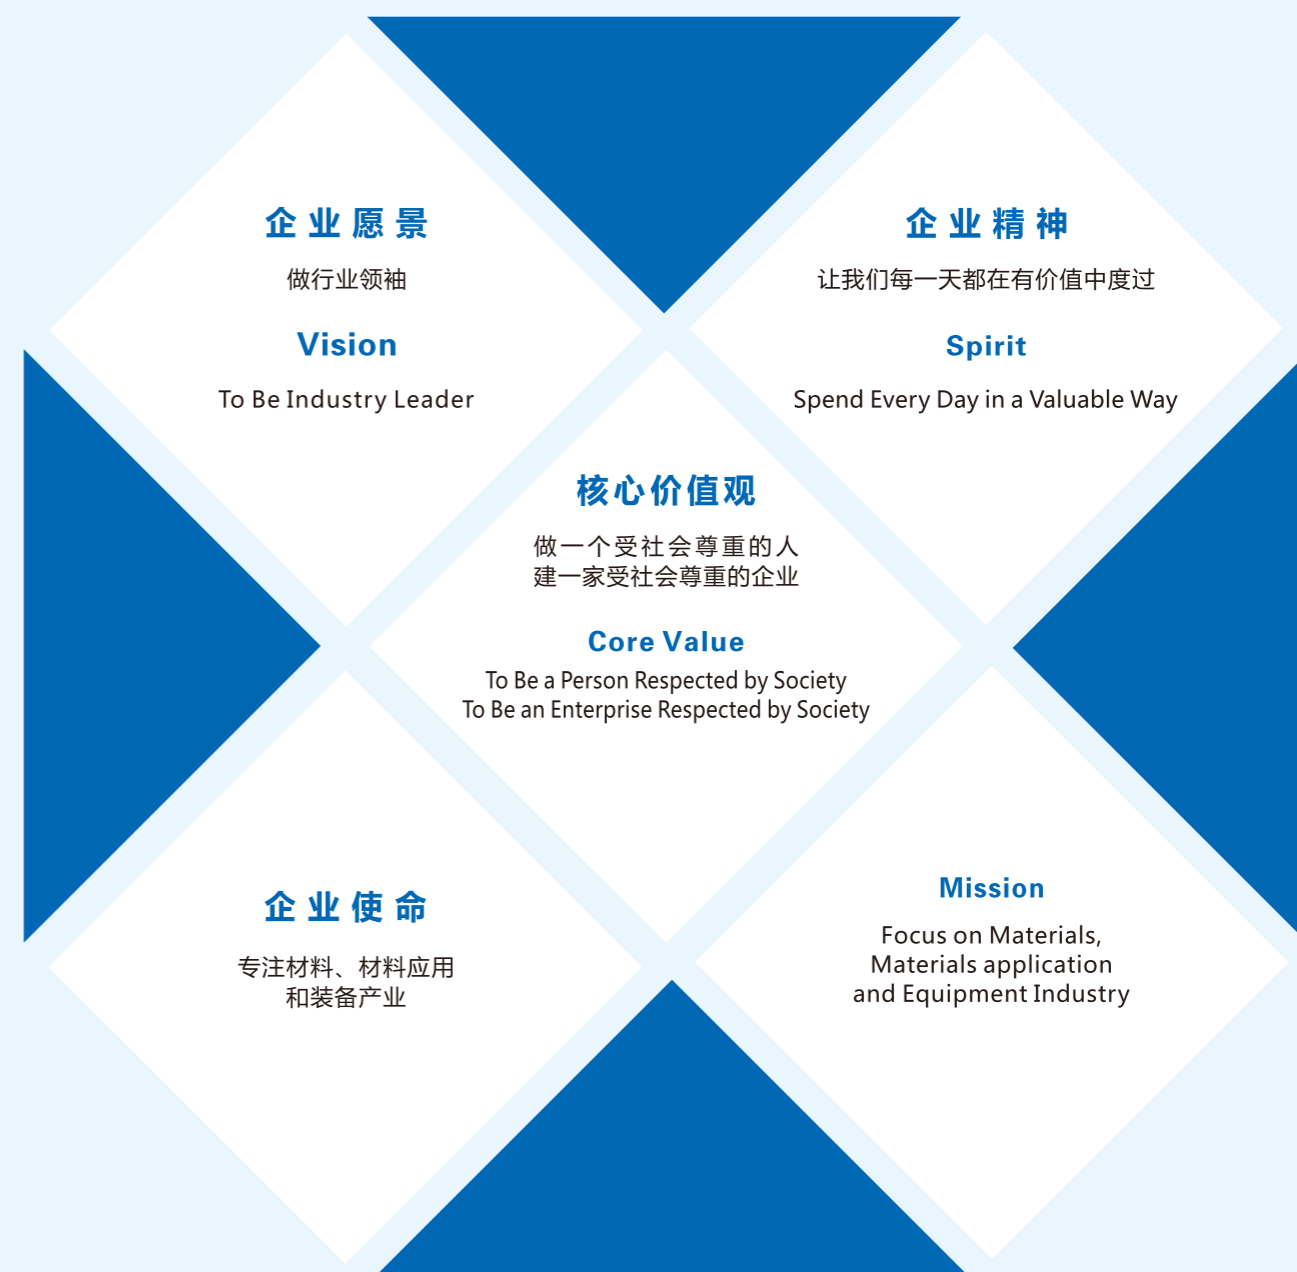 企业愿景
做行业领袖
Vision
To Be Industry Leader
企业精神
让我们每一天都在有价值中度过
Spirit
Spend Every Day in a Valuable Way
核心价值观
做一个受社会尊重的人
建一家受社会尊重的企业
Core Value
To Be a Person Respected by Society
To Be an Enterprise Respected by Society
企业使命
专注材料、材料应用
和装备产业
Mission
Focus on Materials,
Materials application
and Equipment Industry